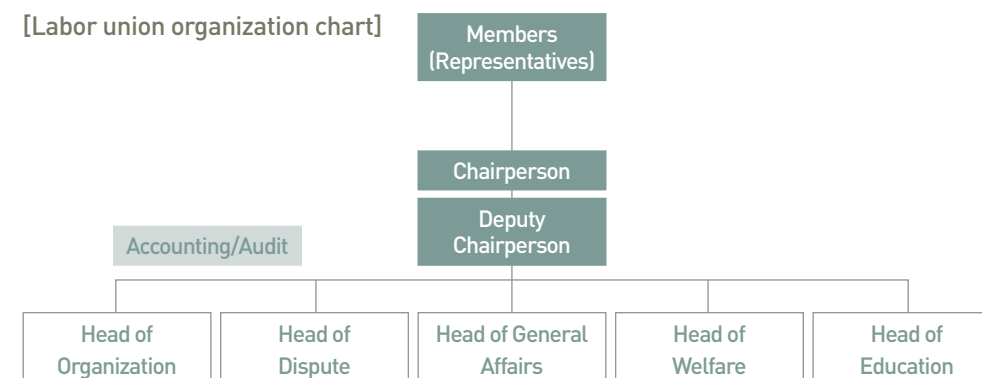 [Labor union organization chart]
Members
(Representatives)
Chairperson
Deputy
Chairperson
Accounting/Audit
Head of
Organization
Head of
Dispute
Head of General
Affairs
Head of
Welfare
Head of
Education